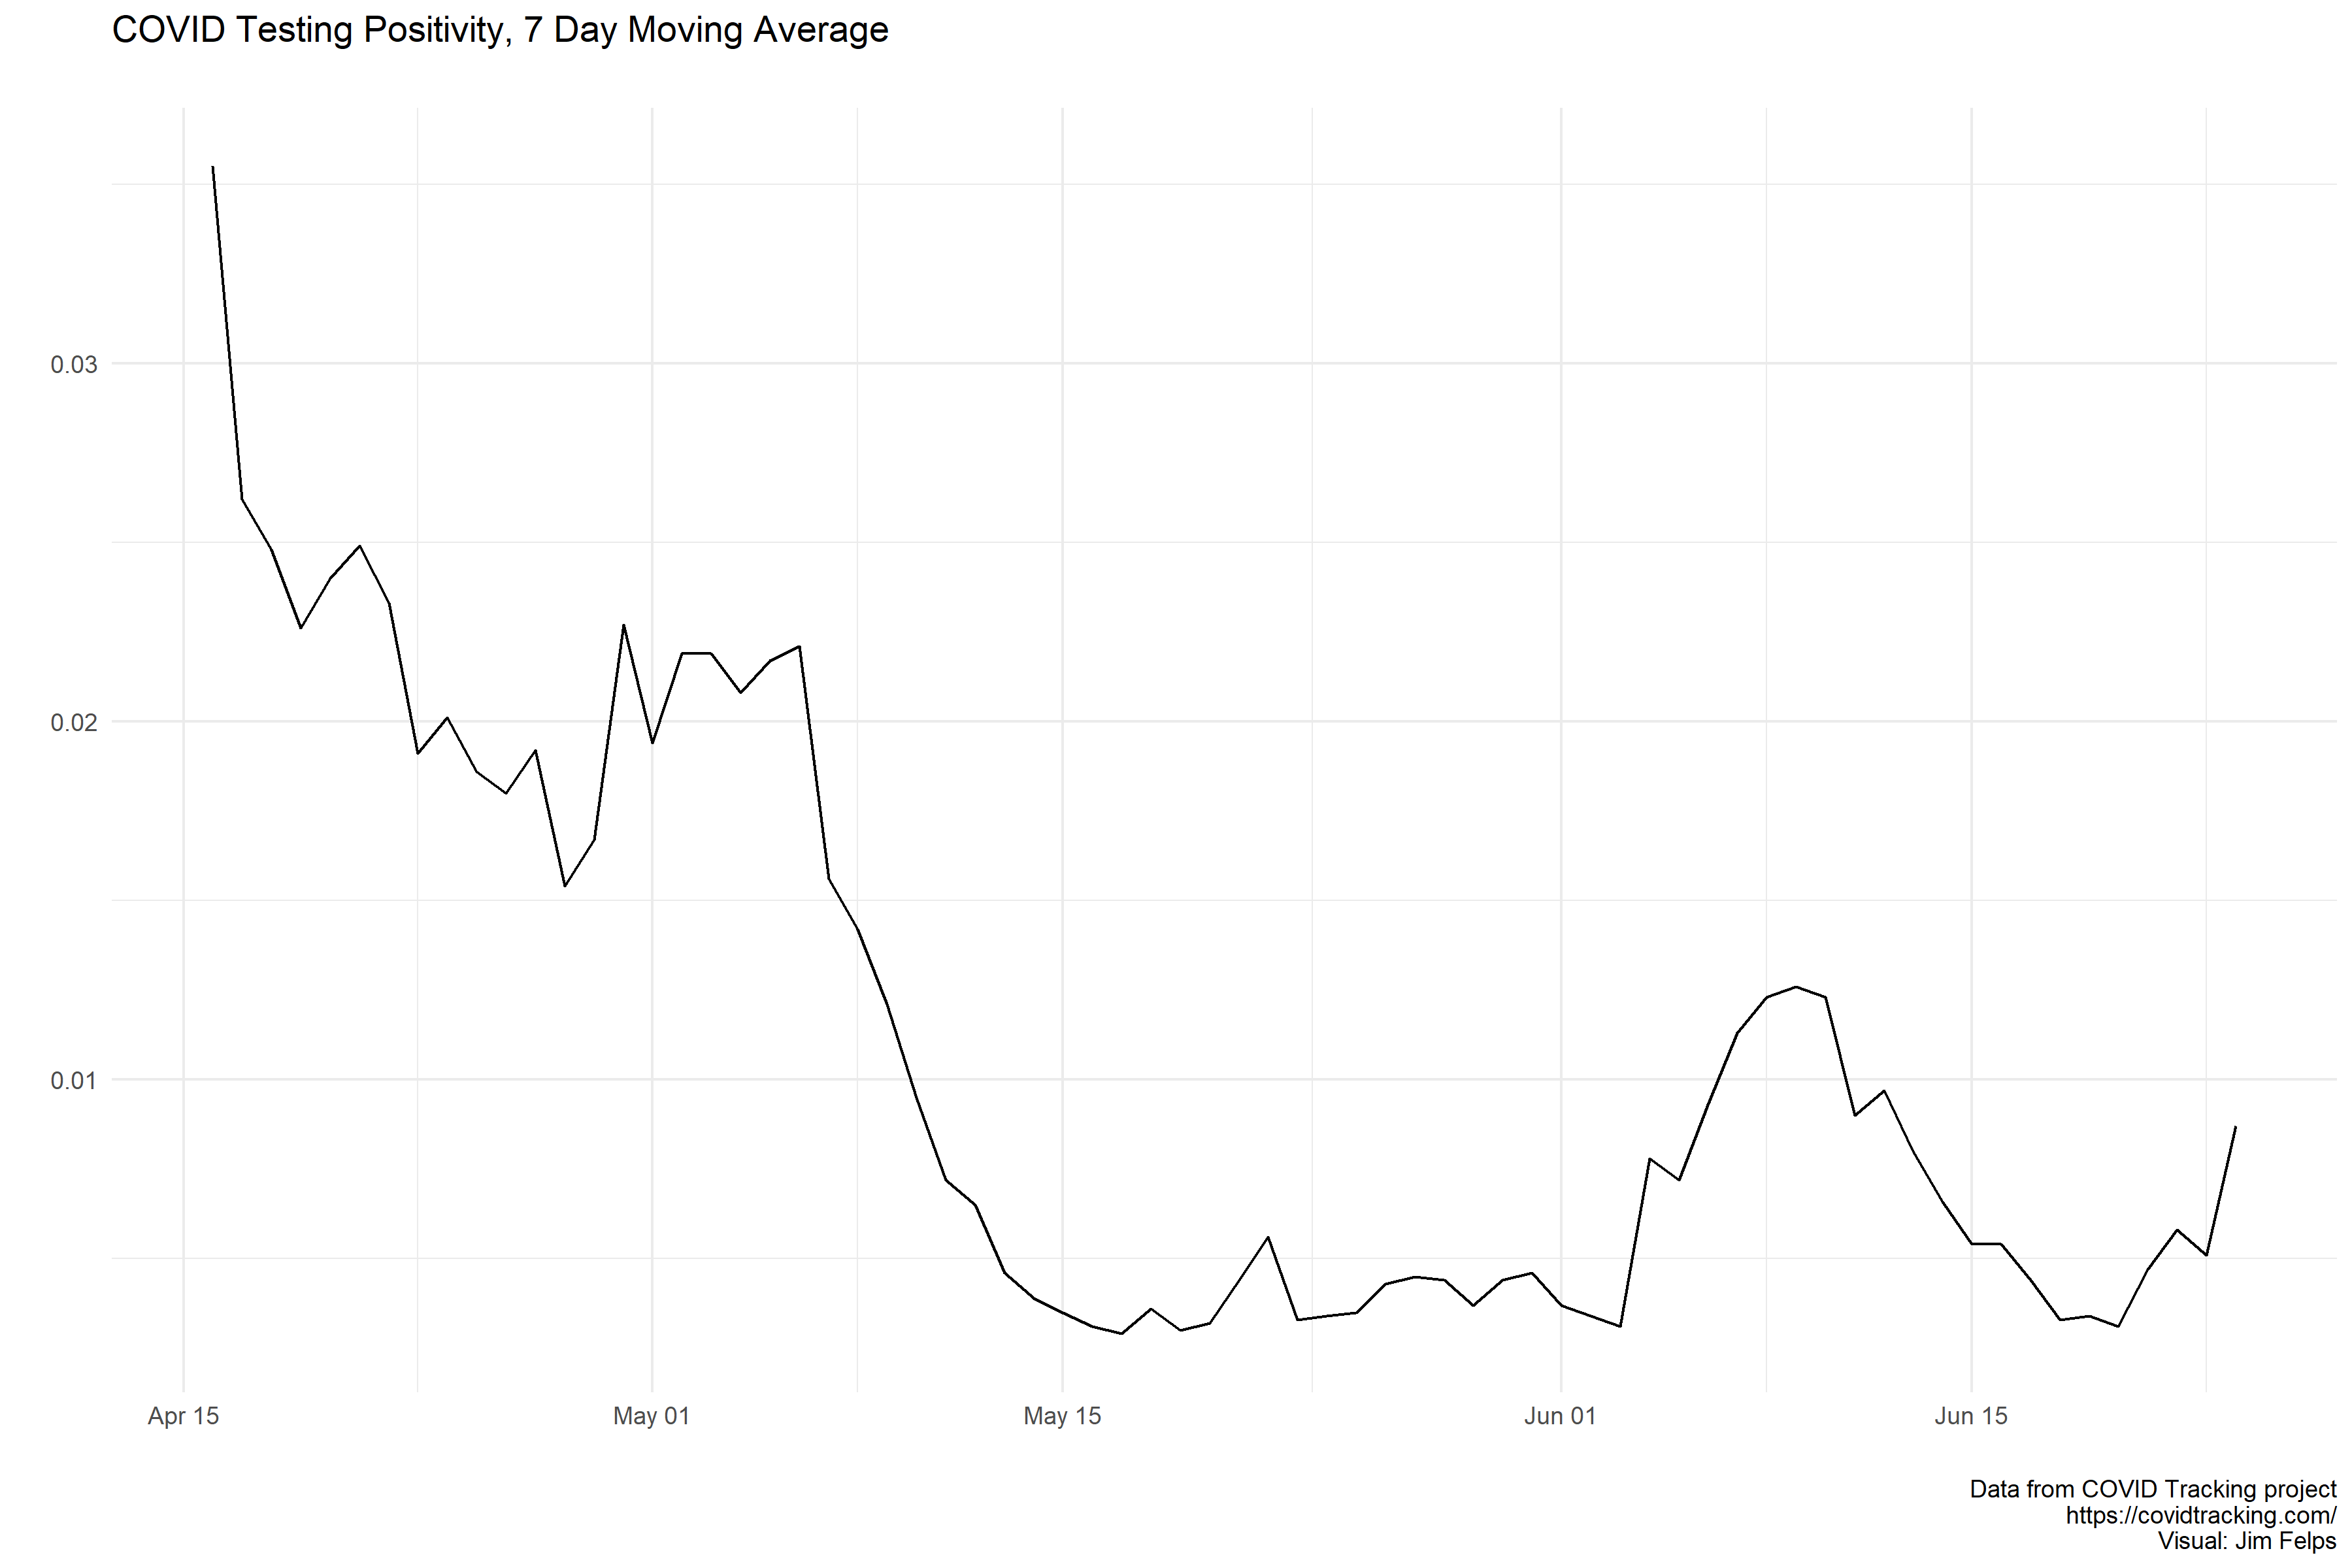 COVID Testing Positivity, 7 Day Moving Average
0.03
0.02
0.01
Apr 15
May 01
May 15
Jun 01
Jun 15
Data from COVID Tracking project
https://covidtracking.com/
Visual: Jim Felps